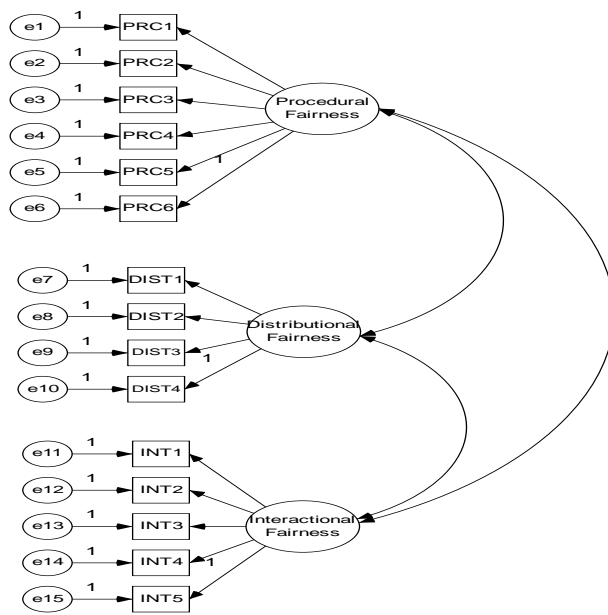 e1 1 PRC1
e2 1 PRC2
e3 1 PRC3
e4 1 PRC4
e5 1 PRC5
e6 1 PRC6
1
Procedural
Fairness
e7 1 DIST1
e8 1 DIST2
e9 1 DIST3
e10 1 DIST4
1
Distributional
Fairness
e11 1 INT1
e12 1 INT2
e13 1 INT3
e14 1 INT4
e15 1 INT5
1
Interactional
Fairness